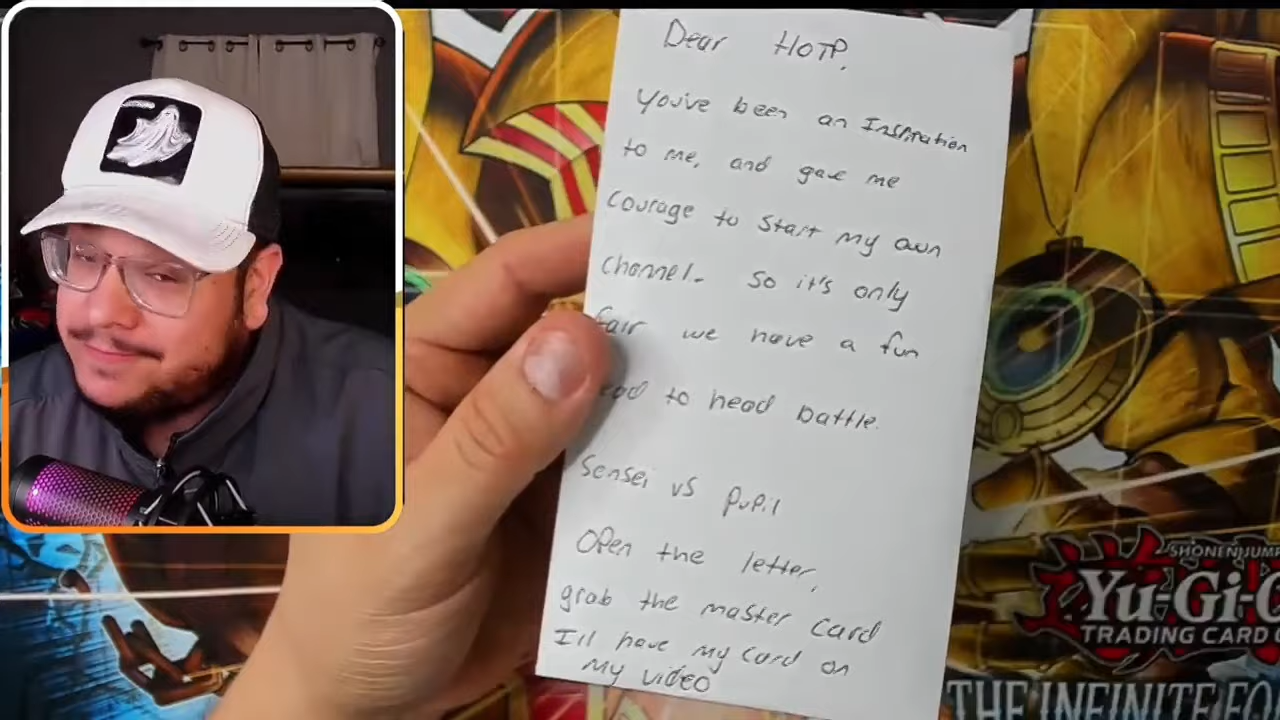 Dear HOTP.
You've been an Inspiration
to me, and gave me
courage to start my own
channel. So it's only
fair we have a fun
ead to head battle.
Sensei vs Pupil
Open the letter,
grab the master card
I'll have my card on
my video
SHONEN JUMP
Yu-Gi-O
TRADING CARD G
THE INFINITE FO